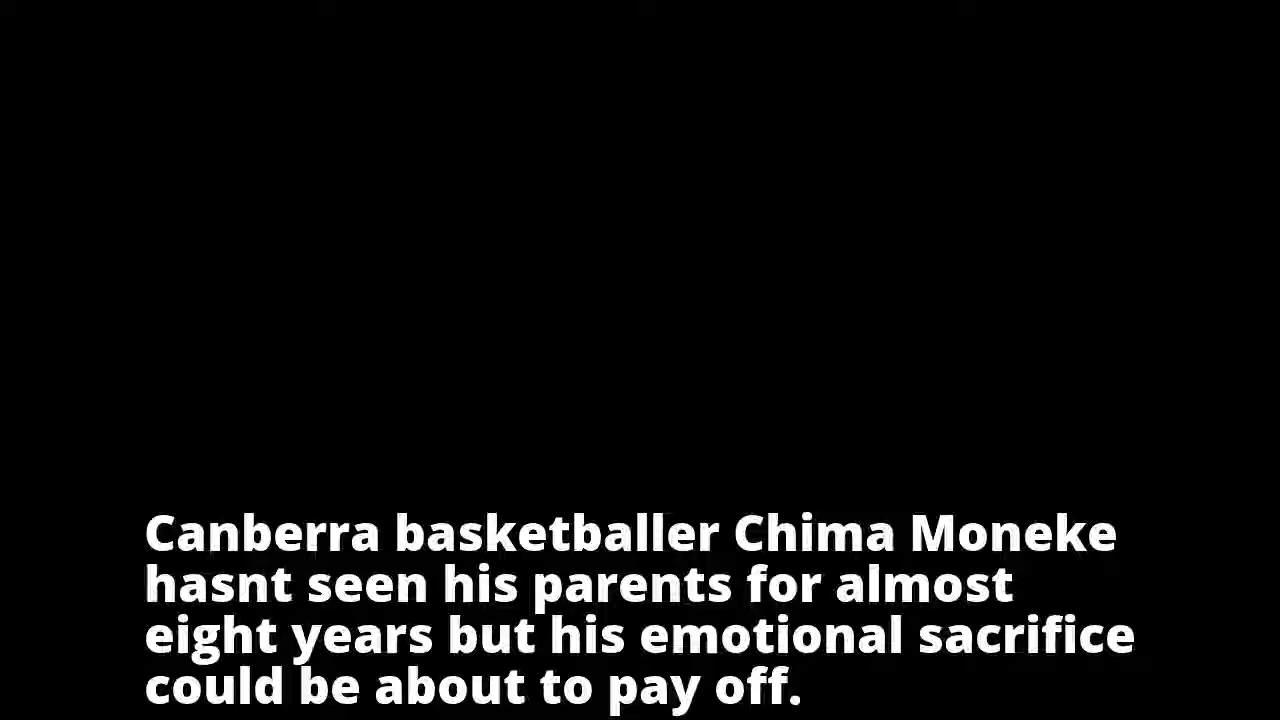 Canberra basketballer Chima Moneke
hasnt seen his parents for almost
eight years but his emotional sacrifice
could be about to pay off.